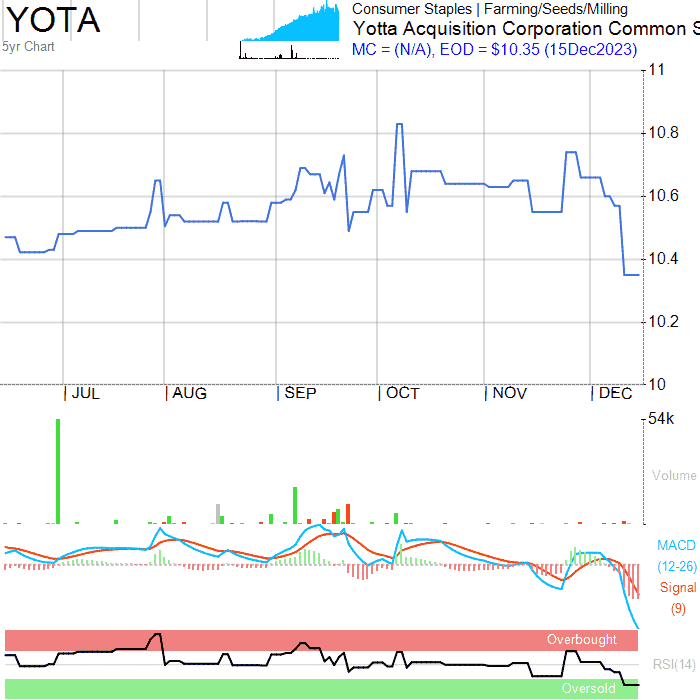 YOTA
5yr Chart
Consumer Staples | Farming/Seeds/Milling
Yotta Acquisition Corporation Common S
MC = (N/A), EOD = $10.35 (15Dec2023)
11
10.8
10.6
10.4
10.2
10
JUL AUG SEP OCT NOV DEC
54k
Volume
MACD
(12-26)
Signal
(9)
Overbought
RSI(14)
Oversold